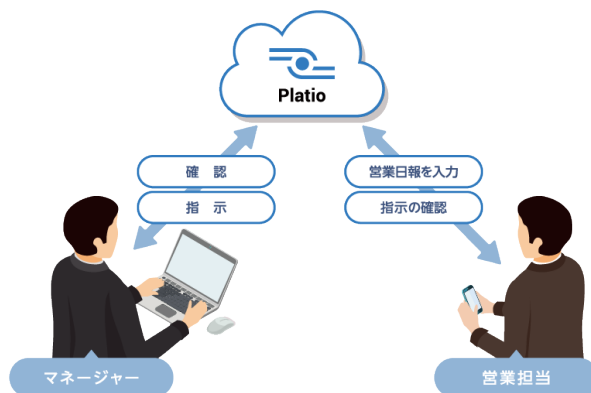 Platio
確　認
指　示
営業日報を入力
指示の確認
マネージャー
営業担当